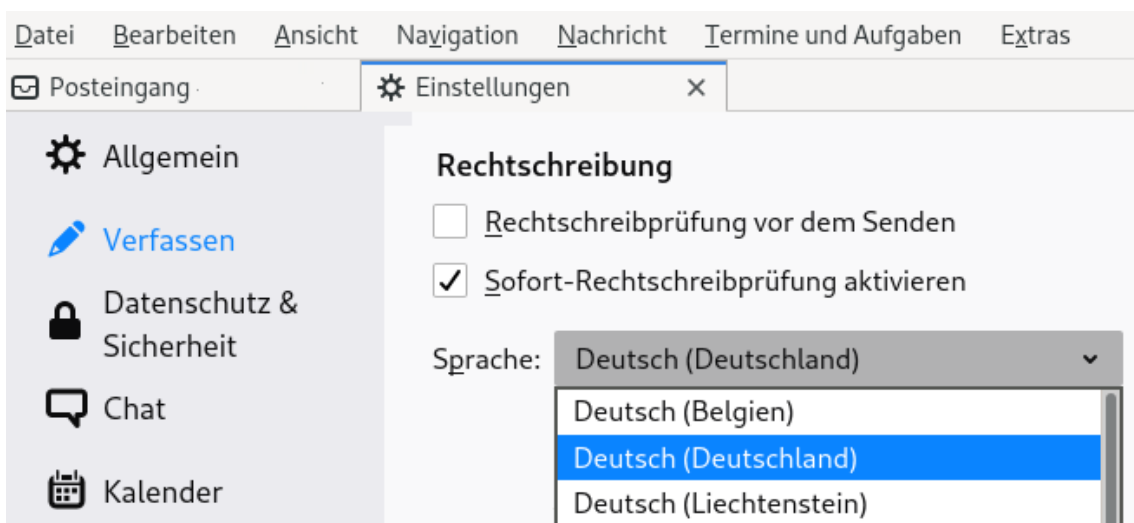 Datei Bearbeiten Ansicht Navigation Nachricht Termine und Aufgaben Extras
Posteingang Einstellungen
Allgemein
Verfassen
Datenschutz &
Sicherheit
Chat
Kalender
Rechtschreibung
Rechtschreibprüfung vor dem Senden
Sofort-Rechtschreibprüfung aktivieren
Sprache: Deutsch (Deutschland)
Deutsch (Belgien)
Deutsch (Deutschland)
Deutsch (Liechtenstein)